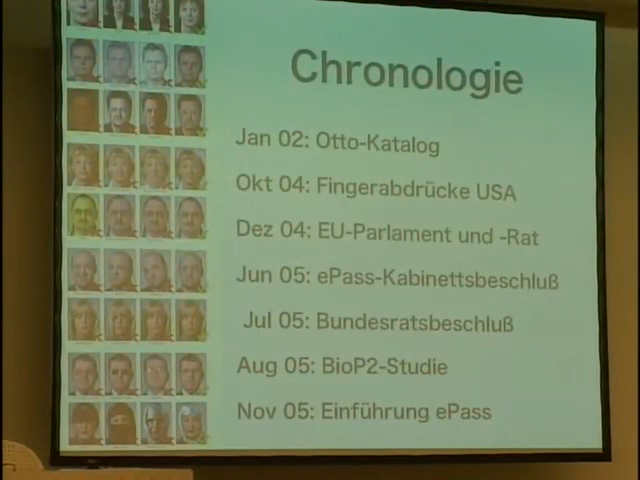 Chronologie
Jan 02: Otto-Katalog
Okt 04: Fingerabdrücke USA
Dez 04: EU-Parlament und -Rat
Jun 05: ePass-Kabinettsbeschluß
Jul 05: Bundesratsbeschluß
Aug 05: BioP2-Studie
Nov 05: Einführung ePass